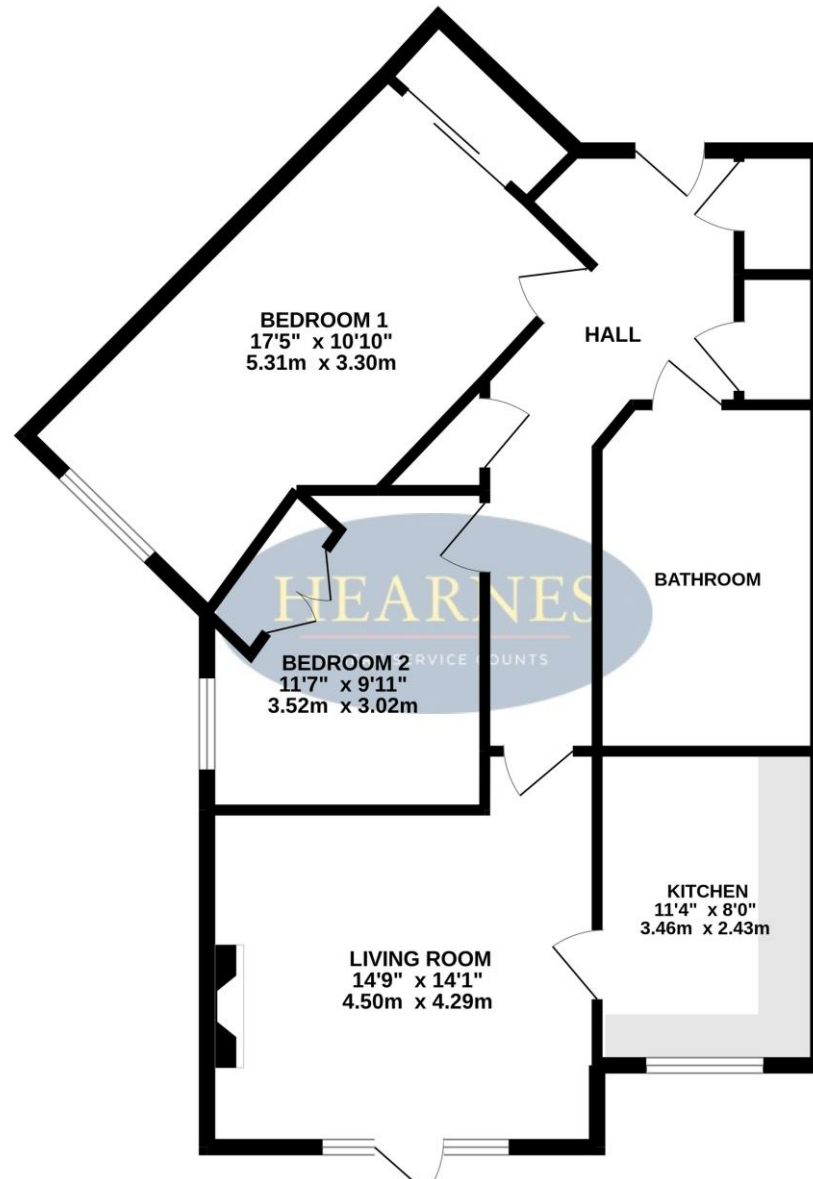 BEDROOM 1
17'5" x 10'10"
5.31m x 3.30m
HALL
BATHROOM
HEARNES
SERVICE COUNTS
BEDROOM 2
11'7" x 9'11"
3.52m x 3.02m
KITCHEN
11'4" x 8'0"
3.46m x 2.43m
LIVING ROOM
14'9" x 14'1"
4.50m x 4.29m